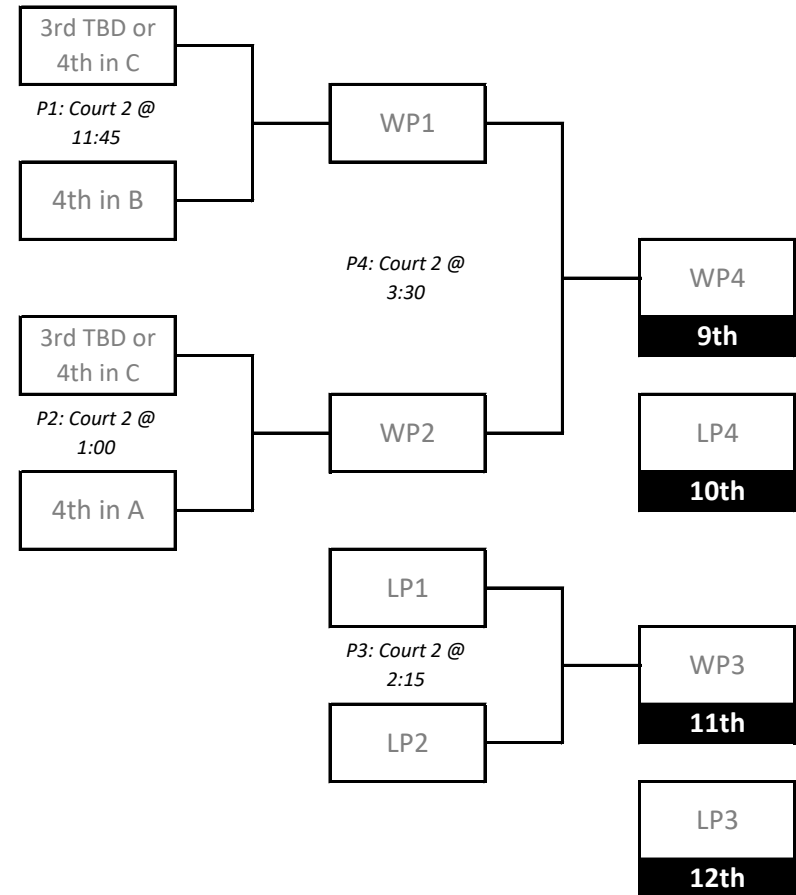 3rd TBD or
4th in C
P1: Court 2 @
11:45
4th in B
WP1
P4: Court 2 @
3:30
WP4
9th
3rd TBD or
4th in C
P2: Court 2 @
1:00
4th in A
WP2
LP4
10th
LP1
P3: Court 2 @
2:15
LP2
WP3
11th
LP3
12th